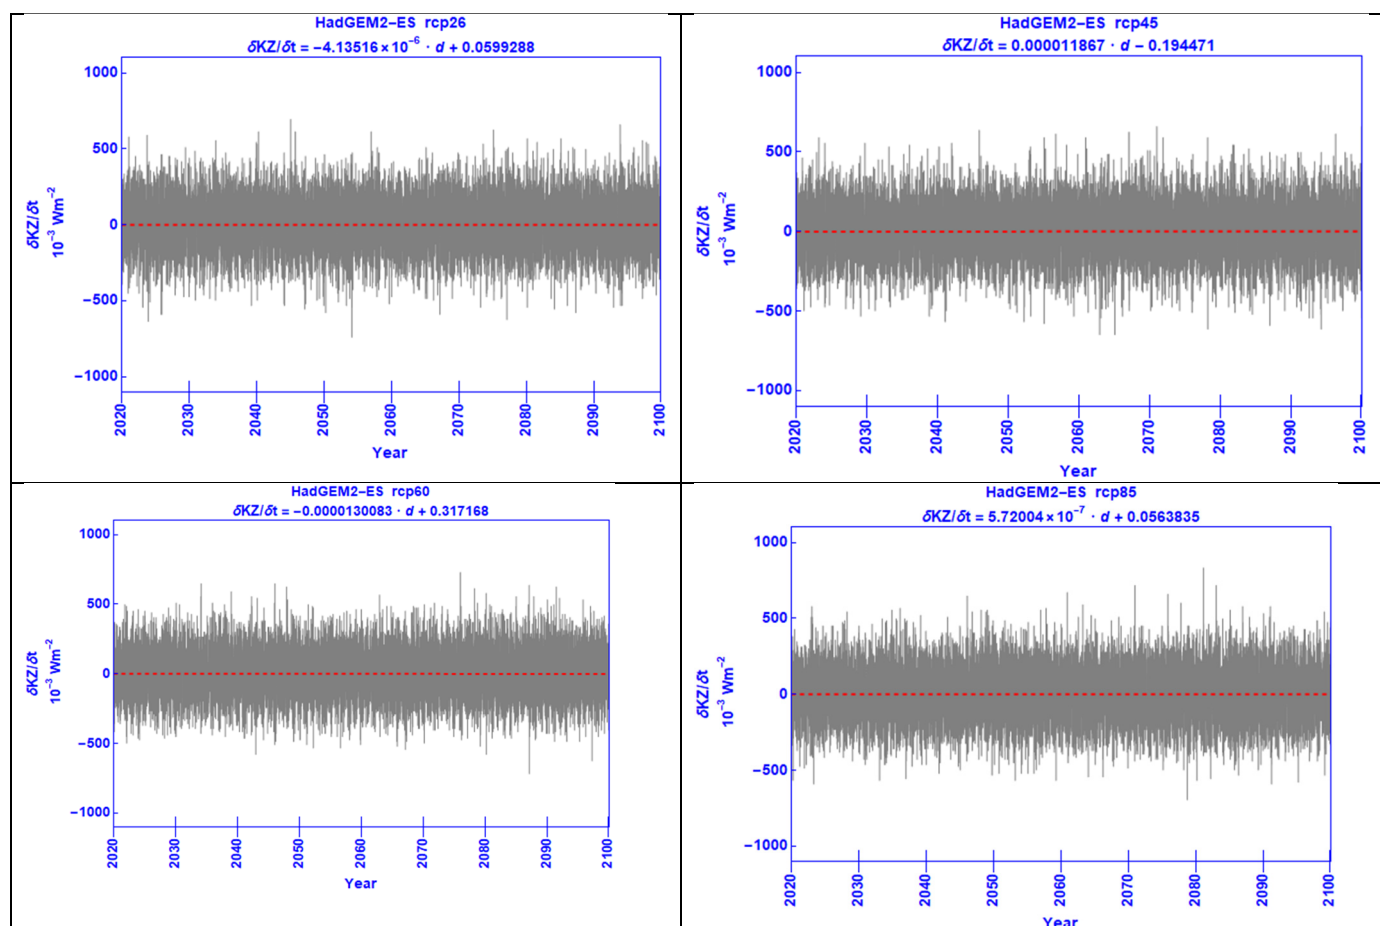 HadGEM2–ES rcp26
δKZ/δt = −4.13516 × 10−6 · d + 0.0599288
1000
500
0
−500
−1000
δKZ/δt
10−3 Wm−2
2020 2030 2040 2050 2060 2070 2080 2090 2100
Year
HadGEM2–ES rcp45
δKZ/δt = 0.000011867 · d − 0.194471
1000
500
0
−500
−1000
δKZ/δt
10−3 Wm−2
2020 2030 2040 2050 2060 2070 2080 2090 2100
Year
HadGEM2–ES rcp60
δKZ/δt = −0.0000130083 · d + 0.317168
1000
500
0
−500
−1000
δKZ/δt
10−3 Wm−2
2020 2030 2040 2050 2060 2070 2080 2090 2100
Year
HadGEM2–ES rcp85
δKZ/δt = 5.72004 × 10−7 · d + 0.0563835
1000
500
0
−500
−1000
δKZ/δt
10−3 Wm−2
2020 2030 2040 2050 2060 2070 2080 2090 2100
Year